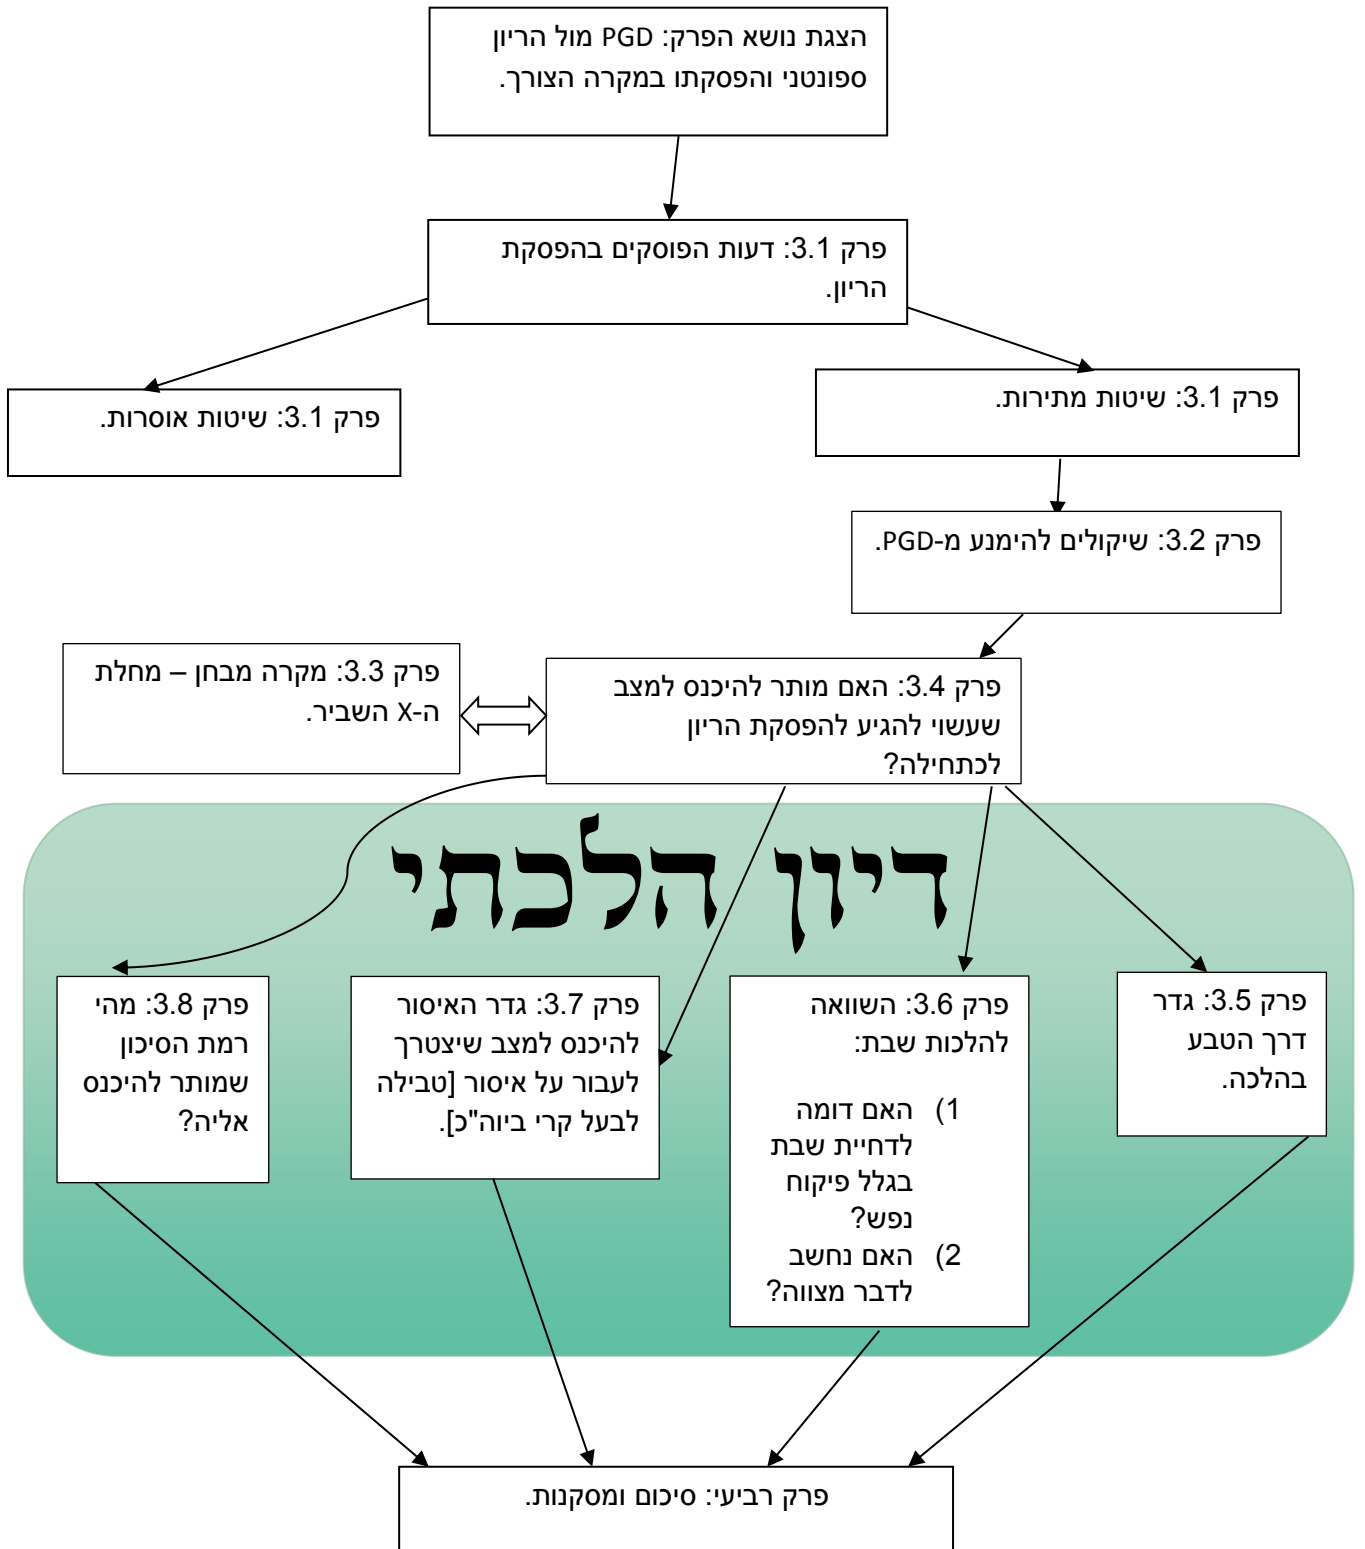 הצגת נושא הפרק: PGD מול הריון
ספונטני והפסקתו במקרה הצורך.
פרק 3.1: דעות הפוסקים בהפסקת
הריון.
פרק 3.1: שיטות מתירות.
פרק 3.1: שיטות אוסרות.
פרק 3.2: שיקולים להימנע מ-PGD.
פרק 3.4: האם מותר להיכנס למצב
שעשוי להגיע להפסקת הריון
לכתחילה?
פרק 3.3: מקרה מבחן – מחלת
ה-X השביר.
דיון הלכתי
פרק 3.5: גדר
דרך הטבע
בהלכה.
פרק 3.6: השוואה
להלכות שבת:
1) האם דומה
לדחיית שבת
בגלל פיקוח
נפש?
2) האם נחשב
לדבר מצווה?
פרק 3.7: גדר האיסור
להיכנס למצב שיצטרך
לעבור על איסור [טבילה
לבעל קרי ביוה"כ].
פרק 3.8: מהי
רמת הסיכון
שמותר להיכנס
אליה?
פרק רביעי: סיכום ומסקנות.